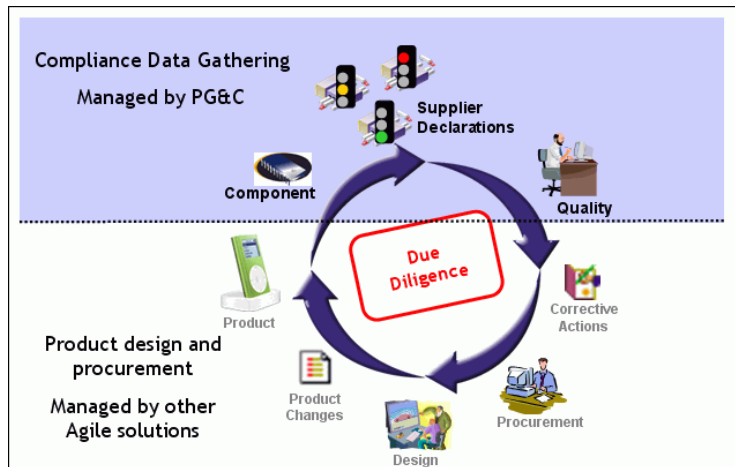 Compliance Data Gathering
Managed by PG&C
Supplier
Declarations
Component
Quality
Due
Diligence
Product
Corrective
Actions
Product design and
procurement
Managed by other
Agile solutions
Product
Changes
Procurement
Design